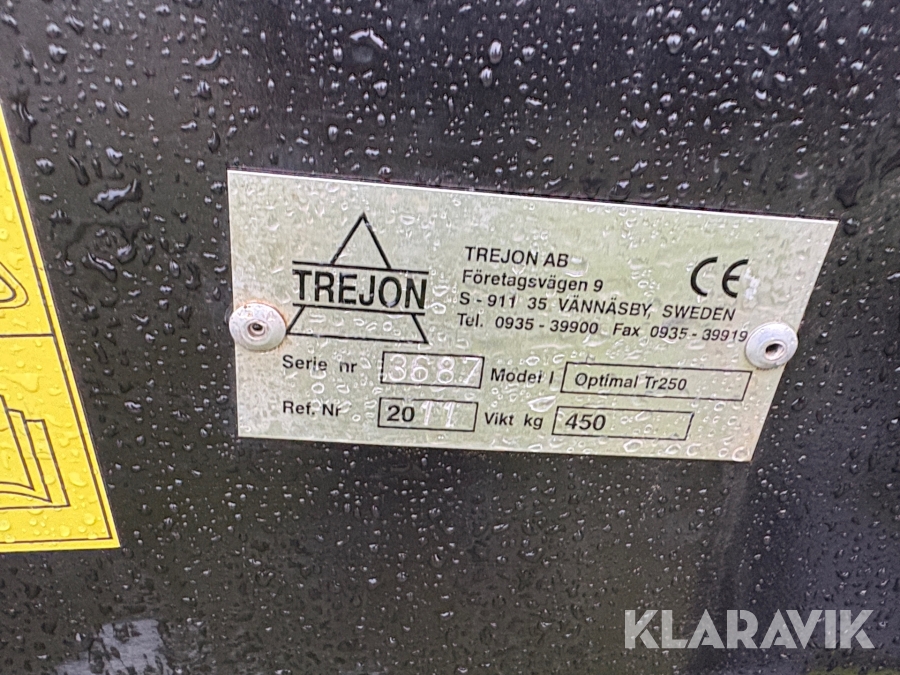 TREJON
TREJON AB
Företagsvägen 9
S - 911 35 VÄNNÄSBY, SWEDEN
Tel. 0935 - 39900 Fax 0935 - 39919
CE
Serie nr 3687 Model l Optimal Tr250
Ref. Nr 2011 Vikt kg 450
KLARAVIK